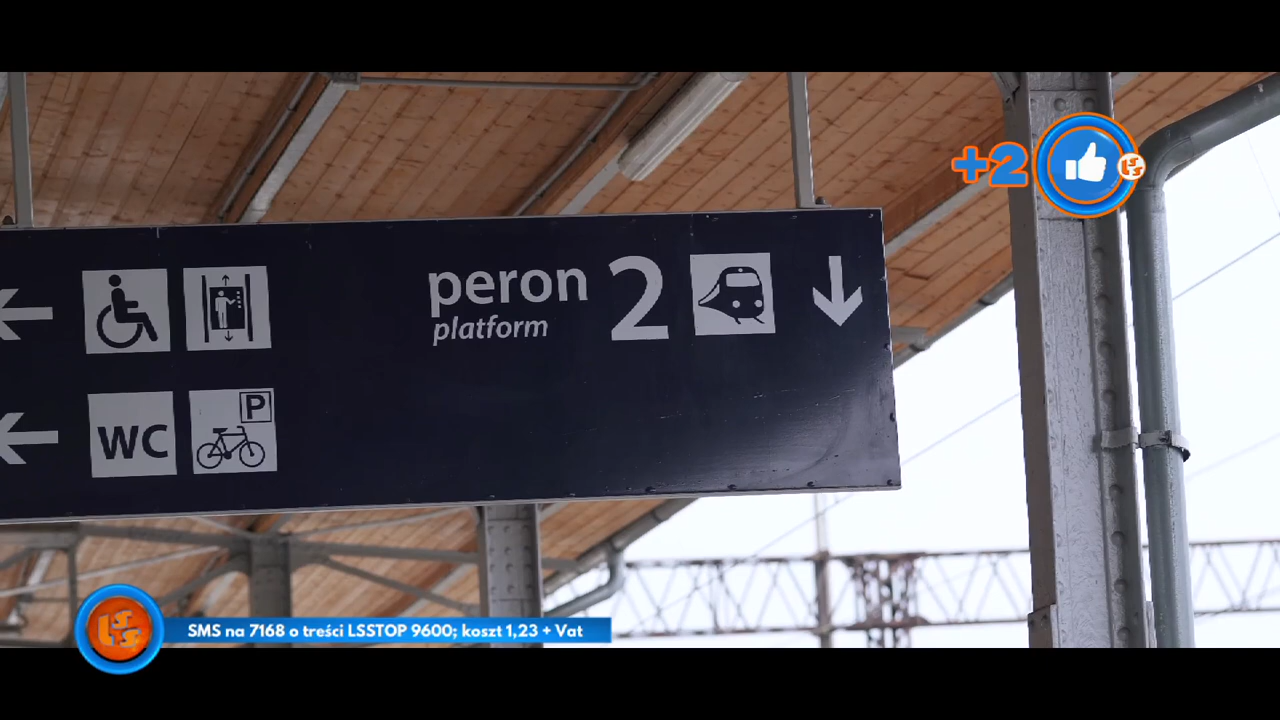 +2
peron 2
platform
P
WC
SMS na 7168 o treści LSSTOP 9600; koszt 1,23 + Vat